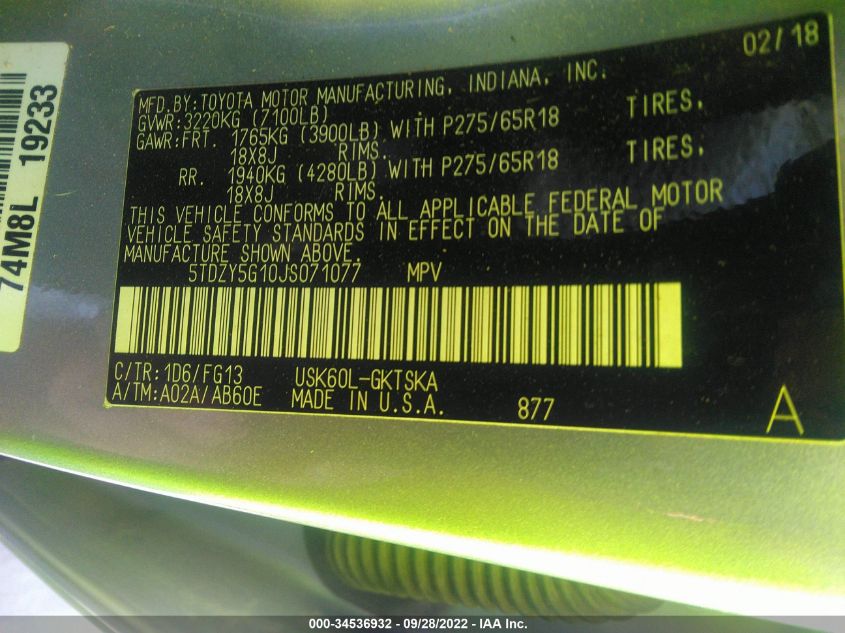 02/18
MFD.BY:TOYOTA MOTOR MANUFACTURING, INDIANA, INC.
GVWR:3220KG (7100LB)
GAWR:FRT. 1765KG (3900LB) WITH P275/65R18 TIRES,
18X8J RIMS.
RR. 1940KG (4280LB) WITH P275/65R18 TIRES,
18X8J RIMS.
THIS VEHICLE CONFORMS TO ALL APPLICABLE FEDERAL MOTOR
VEHICLE SAFETY STANDARDS IN EFFECT ON THE DATE OF
MANUFACTURE SHOWN ABOVE.
5TDZY5G10JS071077 MPV
C/TR:1D6/FG13 USK60L-GKTSKA
A/TM:A02A/AB60E MADE IN U.S.A. 877 A
74M8L 19233
000-34536932 - 09/28/2022 - IAA Inc.